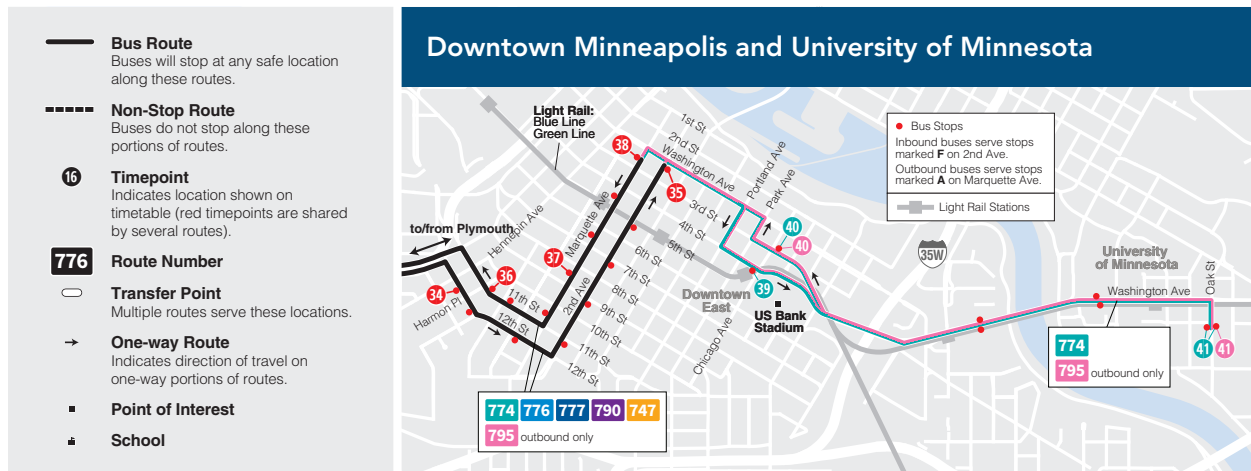 Bus Route
Buses will stop at any safe location
along these routes.
Non-Stop Route
Buses do not stop along these
portions of routes.
16
Timepoint
Indicates location shown on
timetable (red timepoints are shared
by several routes).
776
Route Number
Transfer Point
Multiple routes serve these locations.
One-way Route
Indicates direction of travel on
one-way portions of routes.
Point of Interest
School
Downtown Minneapolis and University of Minnesota
Light Rail:
Blue Line
Green Line
1st St
2nd St
Washington Ave
38
35
Portland Ave
Park Ave
Bus Stops
Inbound buses serve stops
marked F on 2nd Ave.
Outbound buses serve stops
marked A on Marquette Ave.
Light Rail Stations
to/from Plymouth
Hennepin Ave
Marquette Ave
3rd St
4th St
5th St
6th St
7th St
8th St
9th St
10th St
11th St
12th St
2nd Ave
37
36
34
11th St
Harmon Pl
12th St
40
40
39
35W
Downtown
East
US Bank
Stadium
Chicago Ave
University
of Minnesota
Washington Ave
Oak St
41
41
774
795 outbound only
774 776 777 790 747
795 outbound only